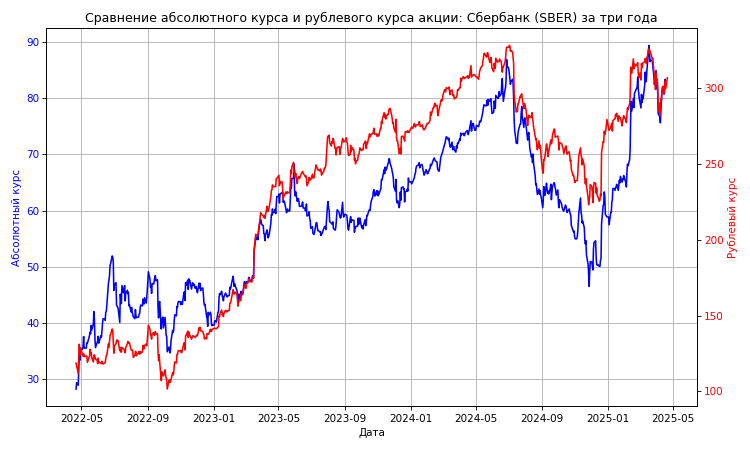 Сравнение абсолютного курса и рублевого курса акции: Сбербанк (SBER) за три года
Абсолютный курс
90
80
70
60
50
40
30
Рублевый курс
300
250
200
150
100
2022-05 2022-09 2023-01 2023-05 2023-09 2024-01 2024-05 2024-09 2025-01 2025-05
Дата